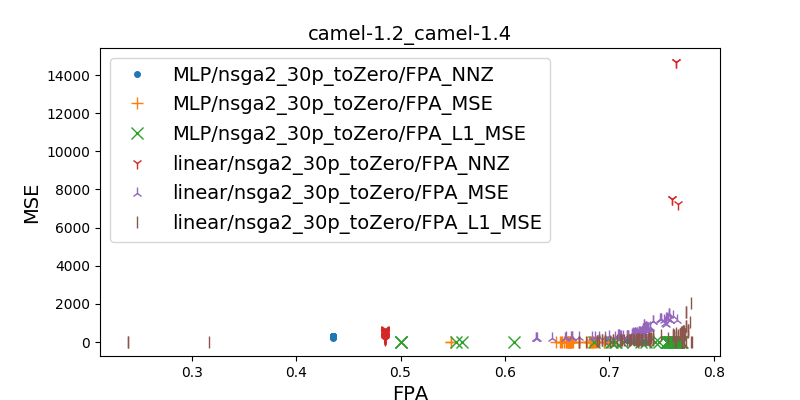 camel-1.2_camel-1.4
MLP/nsga2_30p_toZero/FPA_NNZ
MLP/nsga2_30p_toZero/FPA_MSE
MLP/nsga2_30p_toZero/FPA_L1_MSE
linear/nsga2_30p_toZero/FPA_NNZ
linear/nsga2_30p_toZero/FPA_MSE
linear/nsga2_30p_toZero/FPA_L1_MSE
MSE
14000
12000
10000
8000
6000
4000
2000
0
0.3 0.4 0.5 0.6 0.7 0.8
FPA